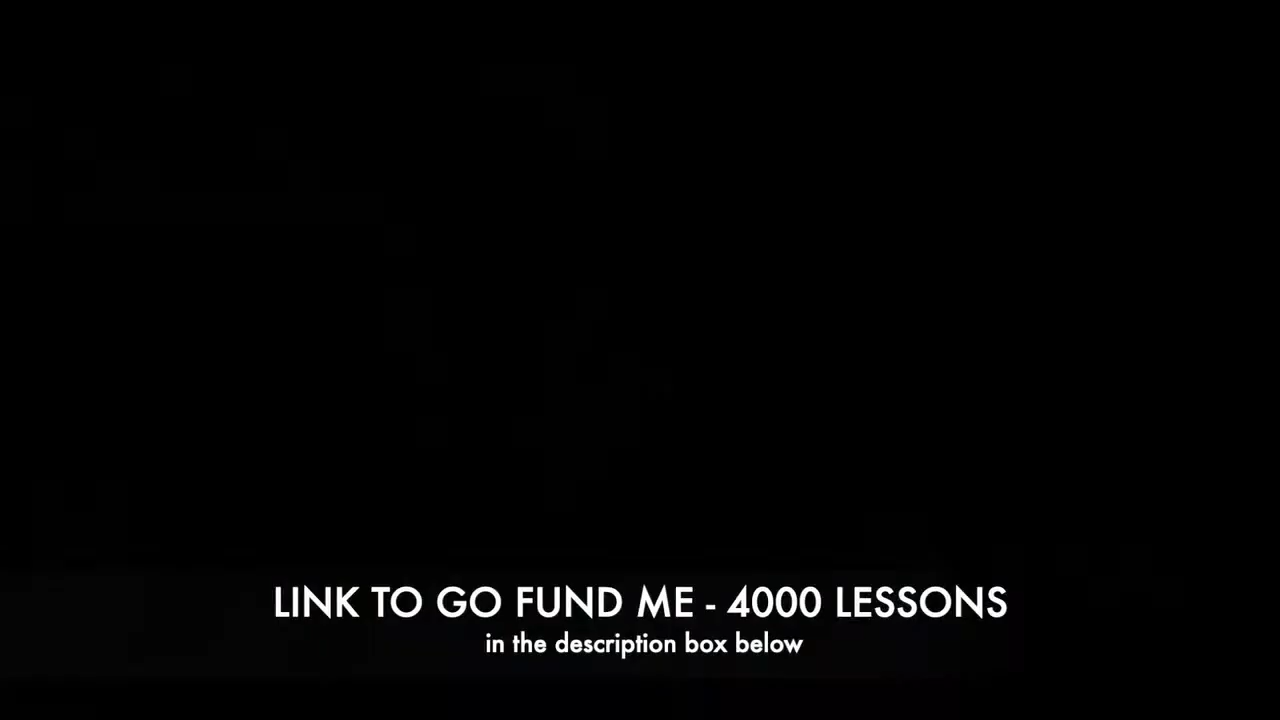 LINK TO GO FUND ME - 4000 LESSONS
in the description box below